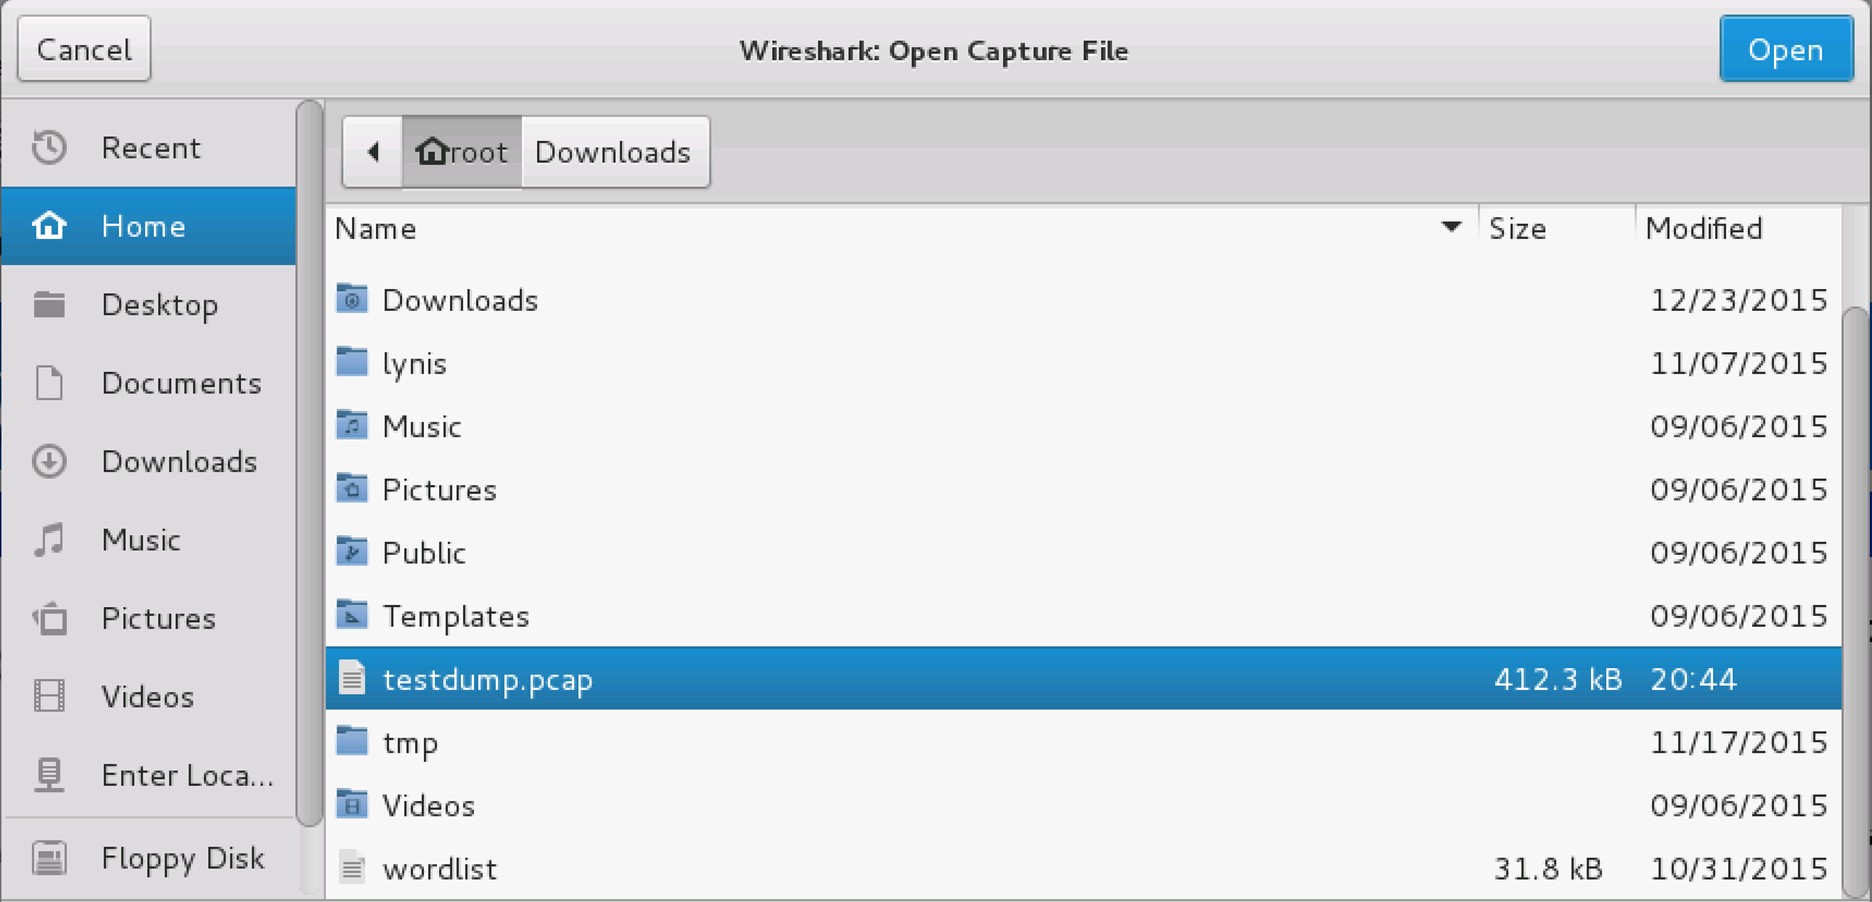 Cancel
Wireshark: Open Capture File
Open
Recent
Home
Desktop
Documents
Downloads
Music
Pictures
Videos
Enter Loca...
Floppy Disk
root Downloads
Name Size Modified
Downloads 12/23/2015
lynis 11/07/2015
Music 09/06/2015
Pictures 09/06/2015
Public 09/06/2015
Templates 09/06/2015
testdump.pcap 412.3 kB 20:44
tmp 11/17/2015
Videos 09/06/2015
wordlist 31.8 kB 10/31/2015